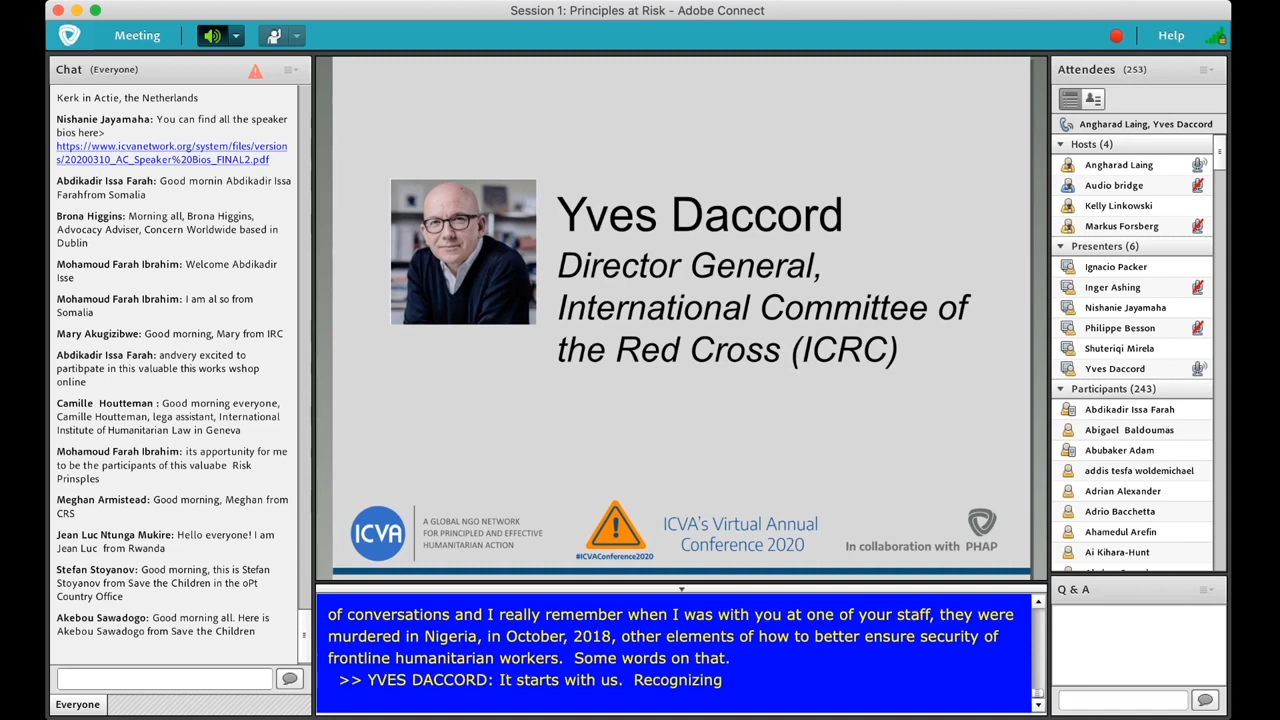 Session 1: Principles at Risk - Adobe Connect
Meeting
Help
Chat (Everyone)
Kerk in Actie, the Netherlands
Nishanie Jayamaha: You can find all the speaker
bios here>
https://www.icvanetwork.org/system/files/version
s/20200310_AC_Speaker%20Bios_FINAL2.pdf
Abdikadir Issa Farah: Good mornin Abdikadir Issa
Farahfrom Somalia
Brona Higgins: Morning all, Brona Higgins,
Advocacy Adviser, Concern Worldwide based in
Dublin
Mohamoud Farah Ibrahim: Welcome Abdikadir
Isse
Mohamoud Farah Ibrahim: I am al so from
Somalia
Mary Akugizibwe: Good morning, Mary from IRC
Abdikadir Issa Farah: andvery excited to
partibpate in this valuable this works wshop
online
Camille Houtteman : Good morning everyone,
Camille Houtteman, lega assistant, International
Institute of Humanitarian Law in Geneva
Mohamoud Farah Ibrahim: its apportunity for me
to be the participants of this valuabe Risk
Prinsples
Meghan Armistead: Good morning, Meghan from
CRS
Jean Luc Ntunga Mukire: Hello everyone! I am
Jean Luc from Rwanda
Stefan Stoyanov: Good morning, this is Stefan
Stoyanov from Save the Children in the oPt
Country Office
Akebou Sawadogo: Good morning all. Here is
Akebou Sawadogo from Save the Children
Everyone
Yves Daccord
Director General,
International Committee of
the Red Cross (ICRC)
ICVA
A GLOBAL NGO NETWORK
FOR PRINCIPLED AND EFFECTIVE
HUMANITARIAN ACTION
#ICVAConference2020
ICVA's Virtual Annual
Conference 2020
In collaboration with PHAP
of conversations and I really remember when I was with you at one of your staff, they were
murdered in Nigeria, in October, 2018, other elements of how to better ensure security of
frontline humanitarian workers. Some words on that.
>> YVES DACCORD: It starts with us. Recognizing
Attendees (253)
Angharad Laing, Yves Daccord
Hosts (4)
Angharad Laing
Audio bridge
Kelly Linkowski
Markus Forsberg
Presenters (6)
Ignacio Packer
Inger Ashing
Nishanie Jayamaha
Philippe Besson
Shuteriqi Mirela
Yves Daccord
Participants (243)
Abdikadir Issa Farah
Abigael Baldoumas
Abubaker Adam
addis tesfa woldemichael
Adrian Alexander
Adrio Bacchetta
Ahamedul Arefin
Ai Kihara-Hunt
Q & A